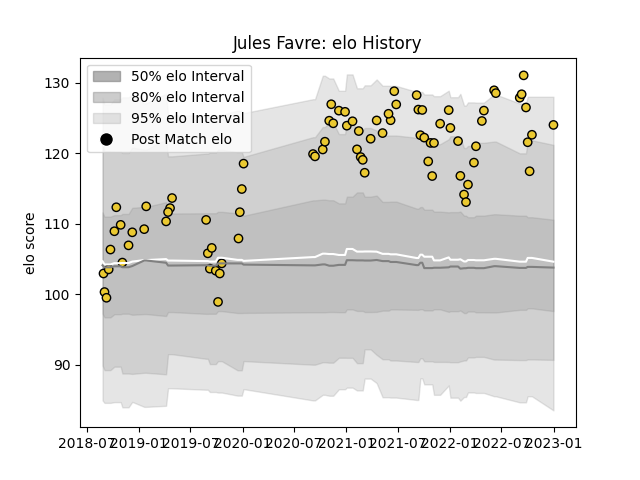 Jules Favre: elo History
50% elo Interval
80% elo Interval
95% elo Interval
Post Match elo
elo score
130
120
110
100
90
2018-07 2019-01 2019-07 2020-01 2020-07 2021-01 2021-07 2022-01 2022-07 2023-01